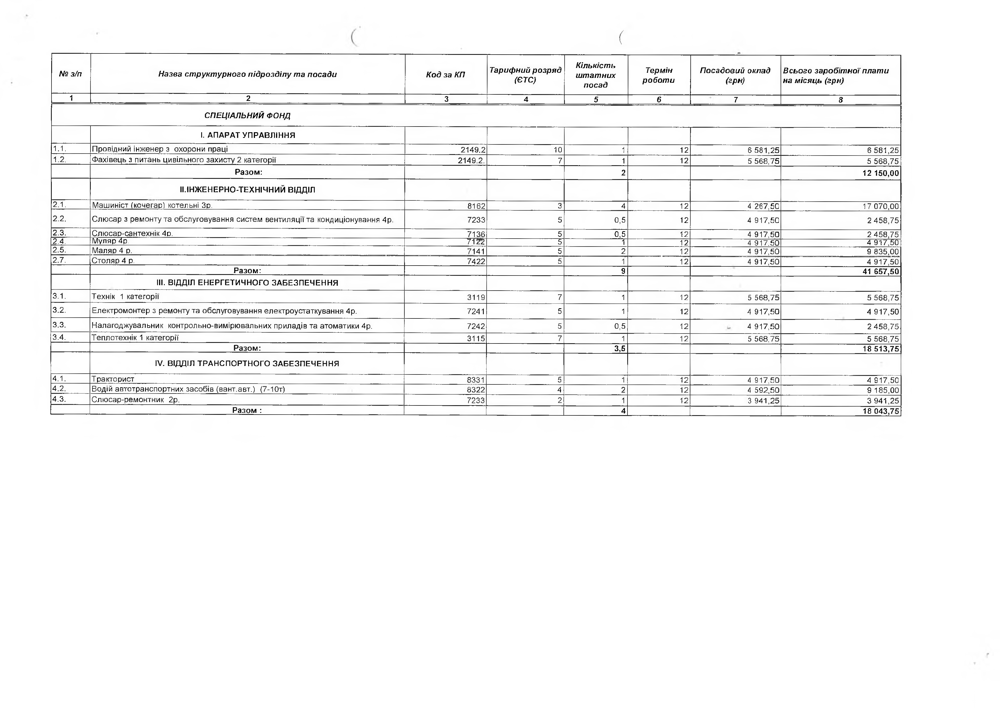 № з/п Назва структурного підрозділу та посади Код за КП Тарифний розряд (ЄТС) Кількість штатних посад Термін роботи Посадовий оклад (грн) Всього заробітної плати на місяць (грн)
1 2 3 4 5 6 7 8
СПЕЦІАЛЬНИЙ ФОНД
І. АПАРАТ УПРАВЛІННЯ
1.1. Провідний інженер з охорони праці 2149.2 10 1 12 6 581,25 6 581,25
1.2. Фахівець з питань цивільного захисту 2 категорії 2149.2. 7 1 12 5 568,75 5 568,75
Разом: 2 12 150,00
ІІ.ІНЖЕНЕРНО-ТЕХНІЧНИЙ ВІДДІЛ
2.1. Машиніст (кочегар) котельні 3р. 8162 3 4 12 4 267,50 17 070,00
2.2. Слюсар з ремонту та обслуговування систем вентиляції та кондиціонування 4р. 7233 5 0,5 12 4 917,50 2 458,75
2.3. Слюсар-сантехнік 4р. 7136 5 0,5 12 4 917,50 2 458,75
2.4. Муляр 4р. 7122 5 1 12 4 917,50 4 917,50
2.5. Маляр 4 р. 7141 5 2 12 4 917,50 9 835,00
2.7. Столяр 4 р. 7422 5 1 12 4 917,50 4 917,50
Разом: 9 41 657,50
ІІІ. ВІДДІЛ ЕНЕРГЕТИЧНОГО ЗАБЕЗПЕЧЕННЯ
3.1. Технік 1 категорії 3119 7 1 12 5 568,75 5 568,75
3.2. Електромонтер з ремонту та обслуговування електроустаткування 4р. 7241 5 1 12 4 917,50 4 917,50
3.3. Налагоджувальник контрольно-вимірювальних приладів та атоматики 4р. 7242 5 0,5 12 4 917,50 2 458,75
3.4. Теплотехнік 1 категорії 3115 7 1 12 5 568,75 5 568,75
Разом: 3,5 18 513,75
IV. ВІДДІЛ ТРАНСПОРТНОГО ЗАБЕЗПЕЧЕННЯ
4.1. Тракторист 8331 5 1 12 4 917,50 4 917,50
4.2. Водій автотранспортних засобів (вант.авт.) (7-10т) 8322 4 2 12 4 592,50 9 185,00
4.3. Слюсар-ремонтник 2р. 7233 2 1 12 3 941,25 3 941,25
Разом : 4 18 043,75